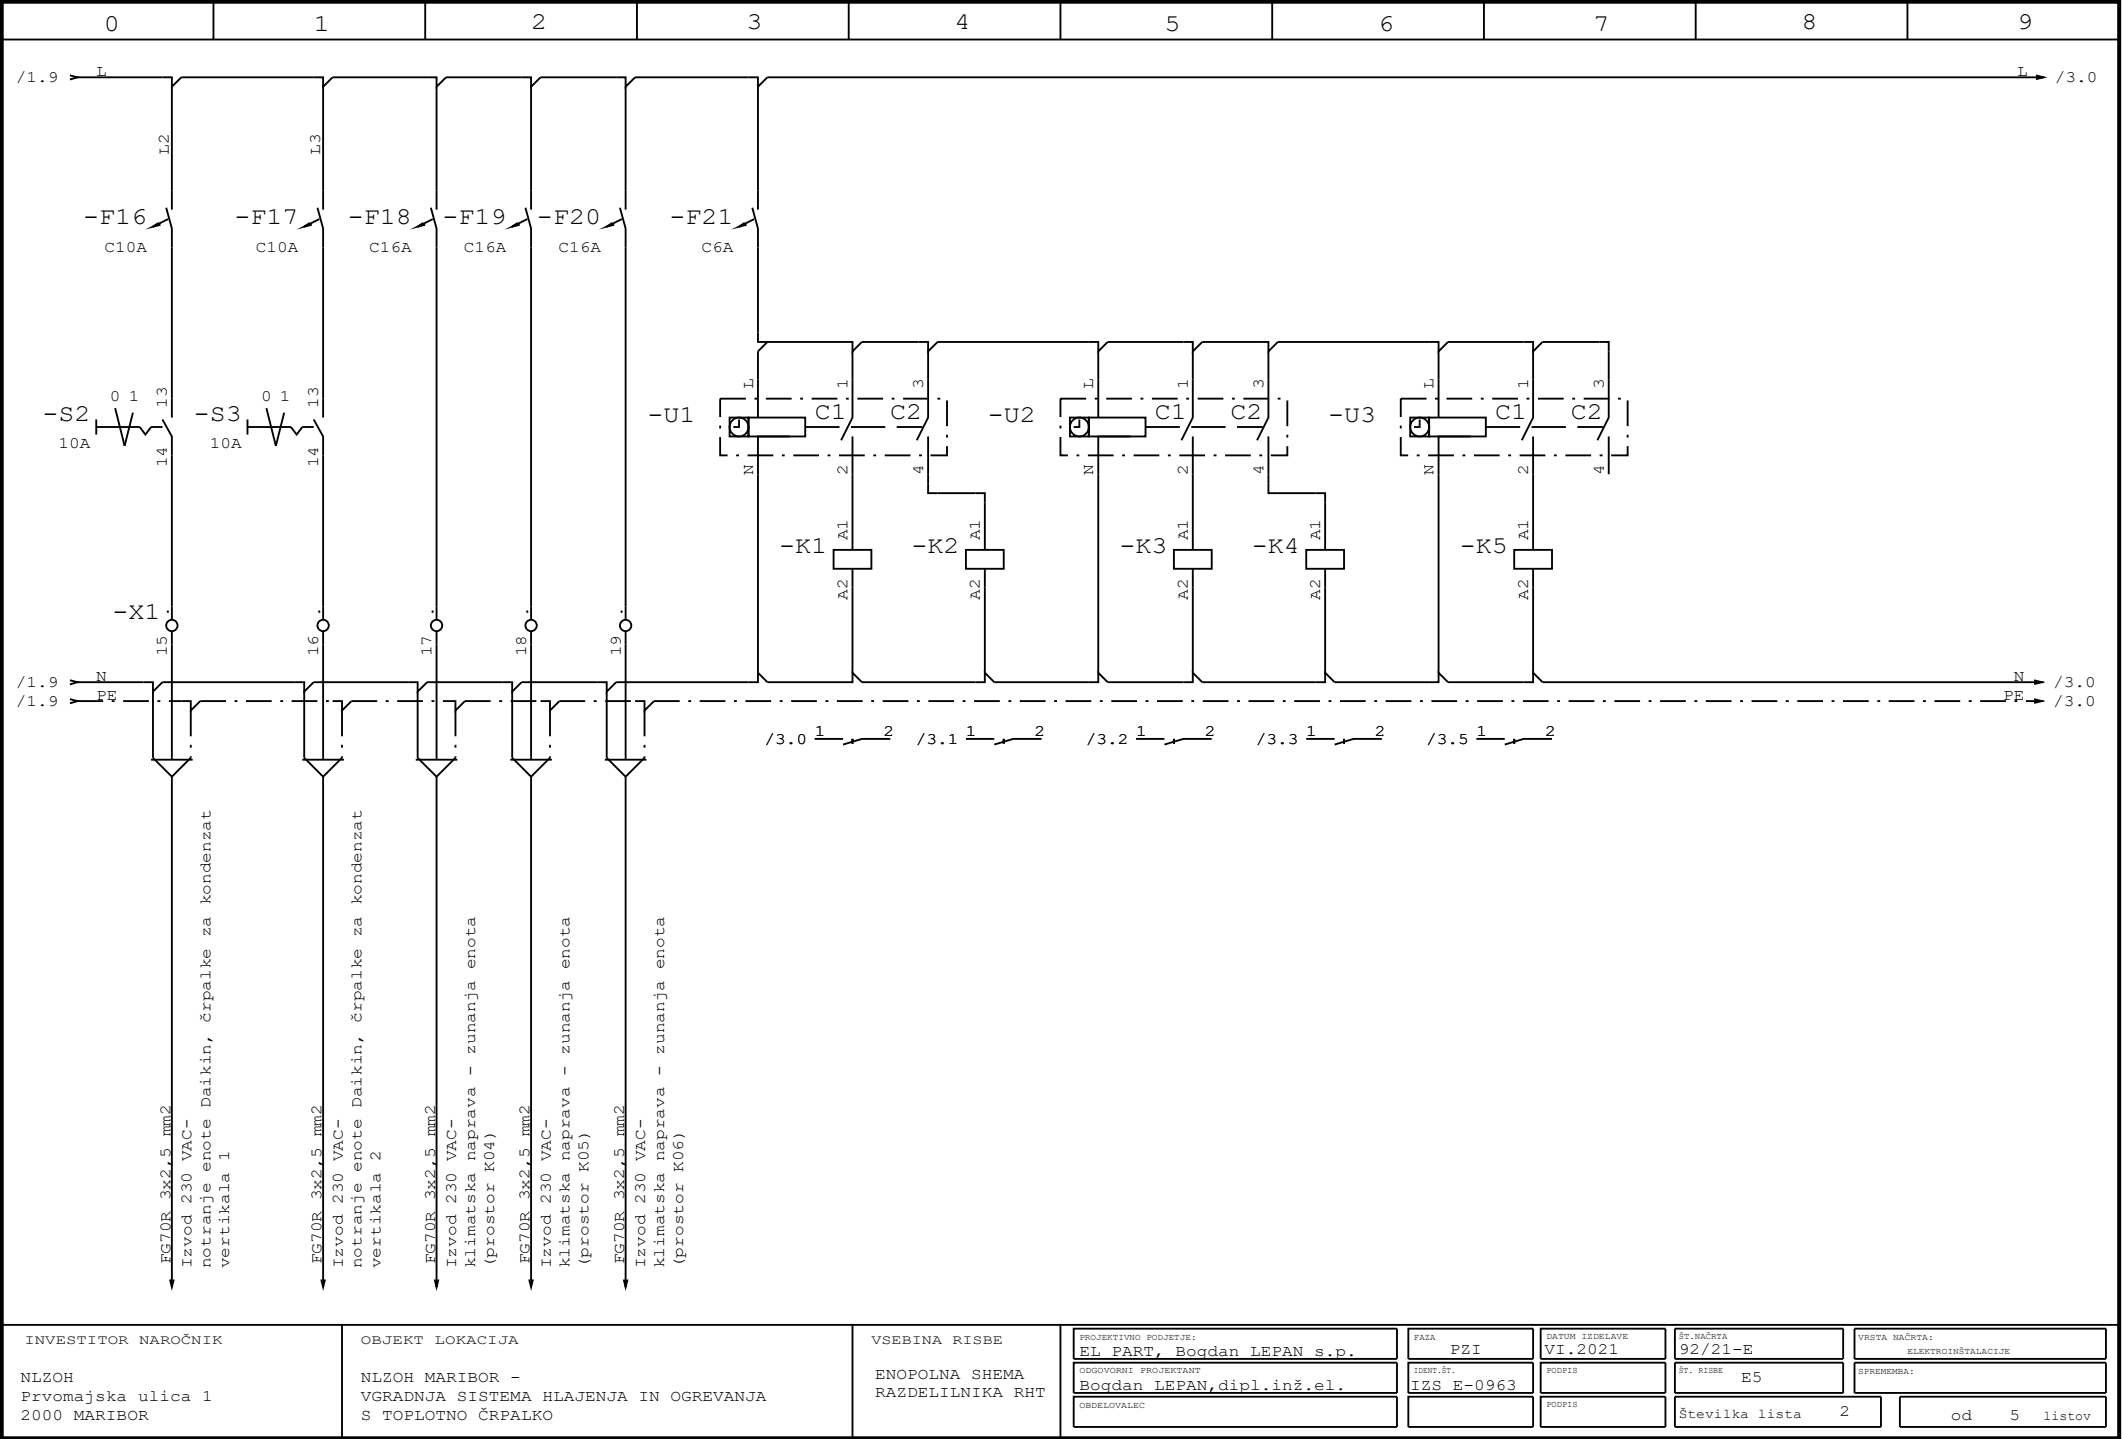 0 1 2 3 4 5 6 7 8 9
/1.9 L L /3.0
L2 L3
-F16 -F17 -F18 -F19 -F20 -F21
C10A C10A C16A C16A C16A C6A
-S2 0 1 13 -S3 0 1 13
10A 14 10A 14
-U1 L 1 3 C1 C2 -U2 L 1 3 C1 C2 -U3 L 1 3 C1 C2
N 2 4 N 2 4 N 2 4
-K1 A1 -K2 A1 -K3 A1 -K4 A1 -K5 A1
A2 A2 A2 A2 A2
-X1
15 16 17 18 19
/1.9 N N /3.0
/1.9 PE PE /3.0
/3.0 1 2 /3.1 1 2 /3.2 1 2 /3.3 1 2 /3.5 1 2
FG70R 3x2,5 mm2
Izvod 230 VAC-
notranje enote Daikin, črpalke za kondenzat
vertikala 1
FG70R 3x2,5 mm2
Izvod 230 VAC-
notranje enote Daikin, črpalke za kondenzat
vertikala 2
FG70R 3x2,5 mm2
Izvod 230 VAC-
klimatska naprava - zunanja enota
(prostor K04)
FG70R 3x2,5 mm2
Izvod 230 VAC-
klimatska naprava - zunanja enota
(prostor K05)
FG70R 3x2,5 mm2
Izvod 230 VAC-
klimatska naprava - zunanja enota
(prostor K06)
INVESTITOR NAROČNIK
NLZOH
Prvomajska ulica 1
2000 MARIBOR
OBJEKT LOKACIJA
NLZOH MARIBOR -
VGRADNJA SISTEMA HLAJENJA IN OGREVANJA
S TOPLOTNO ČRPALKO
VSEBINA RISBE
ENOPOLNA SHEMA
RAZDELILNIKA RHT
PROJEKTIVNO PODJETJE:
EL PART, Bogdan LEPAN s.p.
ODGOVORNI PROJEKTANT
Bogdan LEPAN,dipl.inž.el.
OBDELOVALEC
FAZA
PZI
IDENT.ŠT.
IZS E-0963
DATUM IZDELAVE
VI.2021
PODPIS
PODPIS
ŠT.NAČRTA
92/21-E
ŠT. RISBE
E5
Številka lista 2
VRSTA NAČRTA:
ELEKTROINŠTALACIJE
SPREMEMBA:
od 5 listov